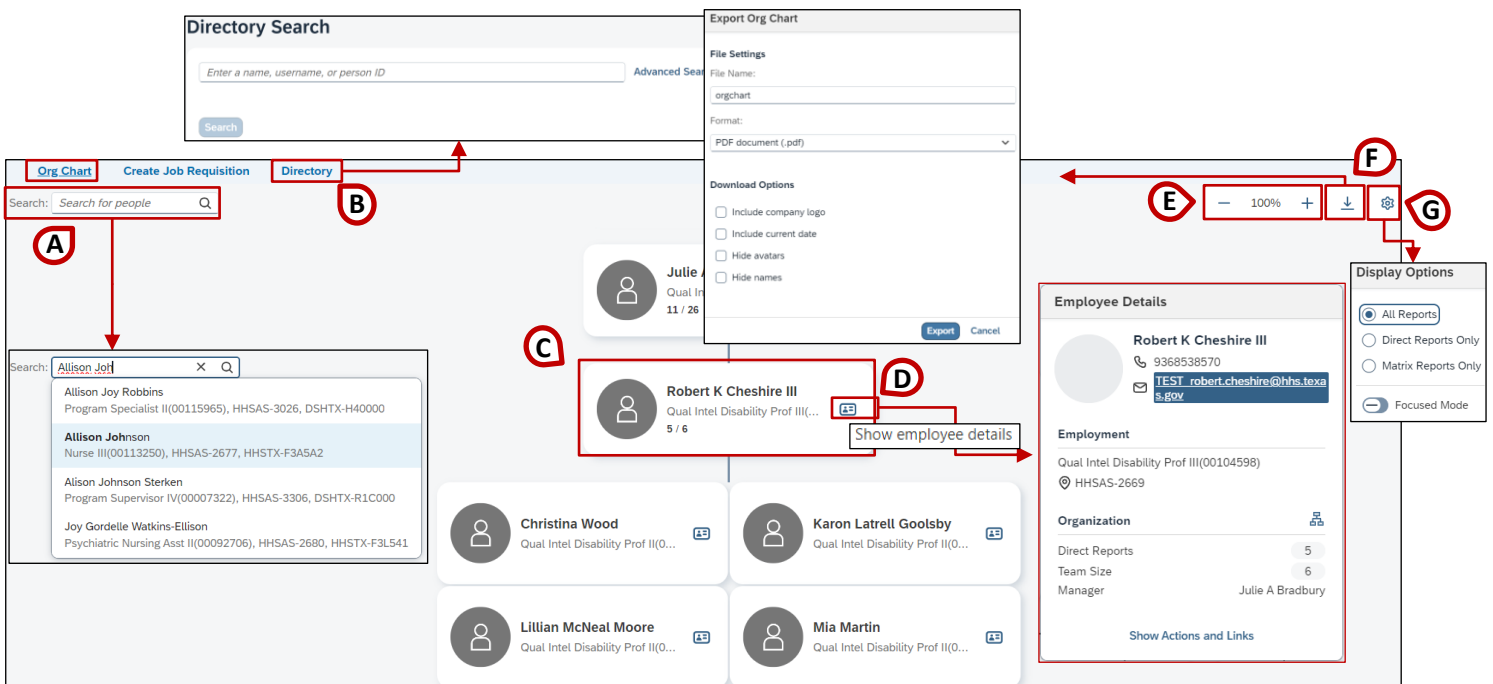 Directory Search
Enter a name, username, or person ID
Advanced Sear
Search
Export Org Chart
File Settings
File Name:
orgchart
Format:
PDF document (.pdf)
Download Options
Include company logo
Include current date
Hide avatars
Hide names
Export Cancel
Org Chart Create Job Requisition Directory
B
F
Search: Search for people
A
E
100%
G
Display Options
All Reports
Direct Reports Only
Matrix Reports Only
Focused Mode
Julie A
Qual In
11 / 26
C
Robert K Cheshire III
Qual Intel Disability Prof III(...
5 / 6
D
Show employee details
Search: Allison Joh
Allison Joy Robbins
Program Specialist II(00115965), HHSAS-3026, DSHTX-H40000
Allison Johnson
Nurse III(00113250), HHSAS-2677, HHSTX-F3A5A2
Alison Johnson Sterken
Program Supervisor IV(00007322), HHSAS-3306, DSHTX-R1C000
Joy Gordelle Watkins-Ellison
Psychiatric Nursing Asst II(00092706), HHSAS-2680, HHSTX-F3L541
Christina Wood
Qual Intel Disability Prof II(0...
Karon Latrell Goolsby
Qual Intel Disability Prof II(0...
Lillian McNeal Moore
Qual Intel Disability Prof II(0...
Mia Martin
Qual Intel Disability Prof II(0...
Employee Details
Robert K Cheshire III
9368538570
TEST_robert.cheshire@hhs.texa
s.gov
Employment
Qual Intel Disability Prof III(00104598)
HHSAS-2669
Organization
Direct Reports 5
Team Size 6
Manager Julie A Bradbury
Show Actions and Links